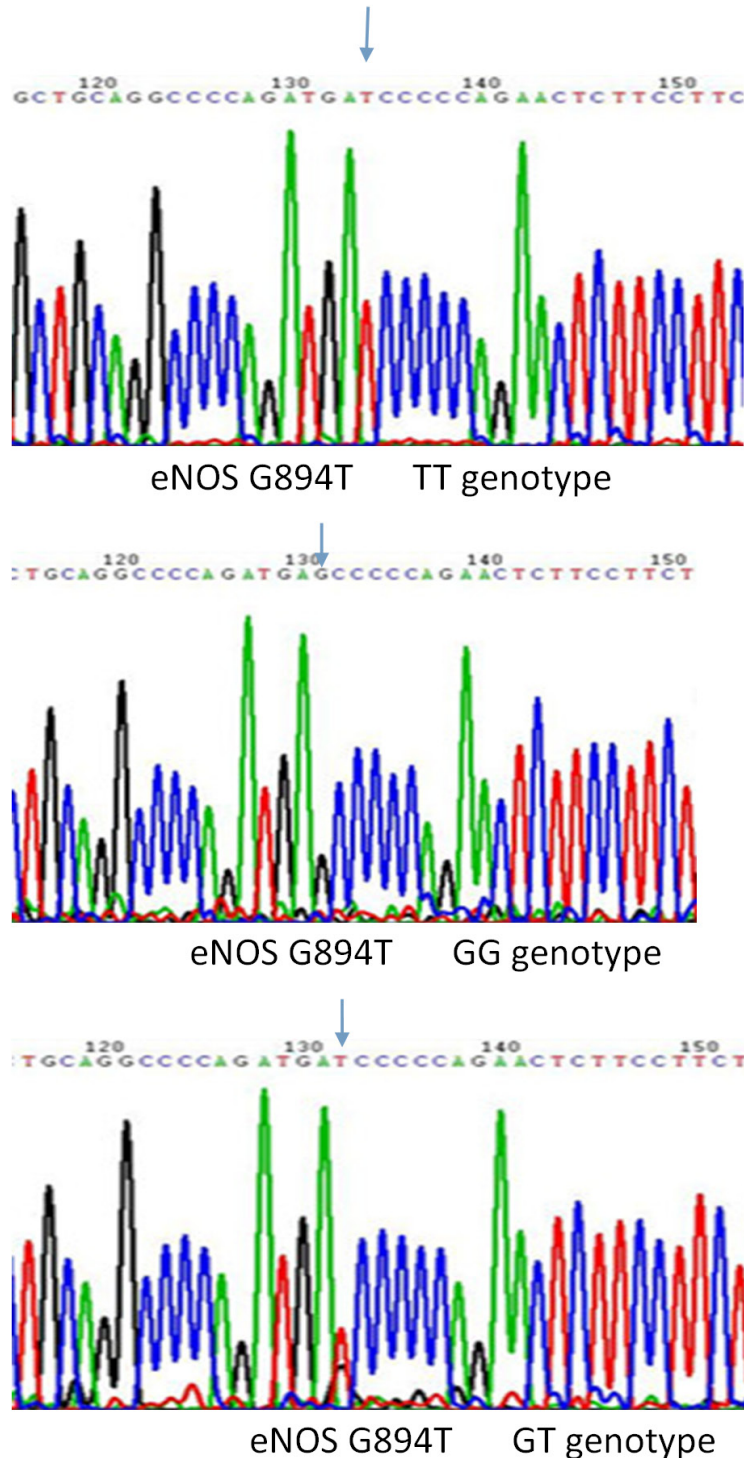 120 130 140 150
GCTGCAGGCCCCAGATGATCCCCCAGAACTCTTCCTTC
eNOS G894T TT genotype
120 130 140 150
CTGCAGGCCCCAGATGAGCCCCCAGAACTCTTCCTTCT
eNOS G894T GG genotype
120 130 140 150
TGCAGGCCCCAGATGATCCCCCAGAACTCTTCCTTCT
eNOS G894T GT genotype